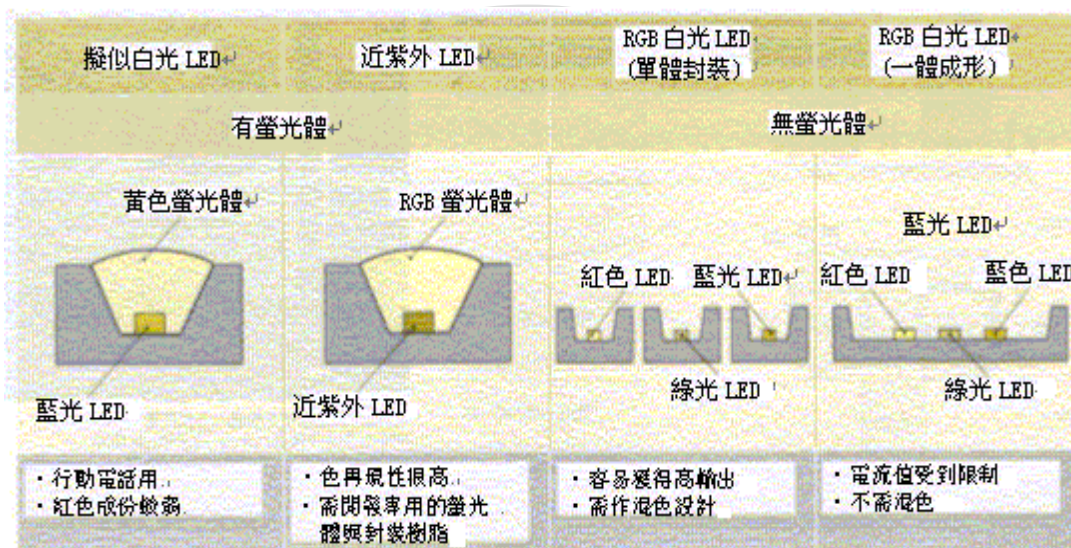 擬似白光 LED
近紫外 LED
RGB 白光 LED
(單體封裝)
RGB 白光 LED
(一體成形)
有螢光體
無螢光體
黃色螢光體
藍光 LED
RGB 螢光體
近紫外 LED
紅色 LED
藍光 LED
綠光 LED
藍光 LED
紅色 LED
藍色 LED
綠光 LED
・行動電話用
・紅色成份較弱
・色再現性很高
・需開發專用的螢光
體與封裝樹脂
・容易獲得高輸出
・需作混色設計
・電流值受到限制
・不需混色